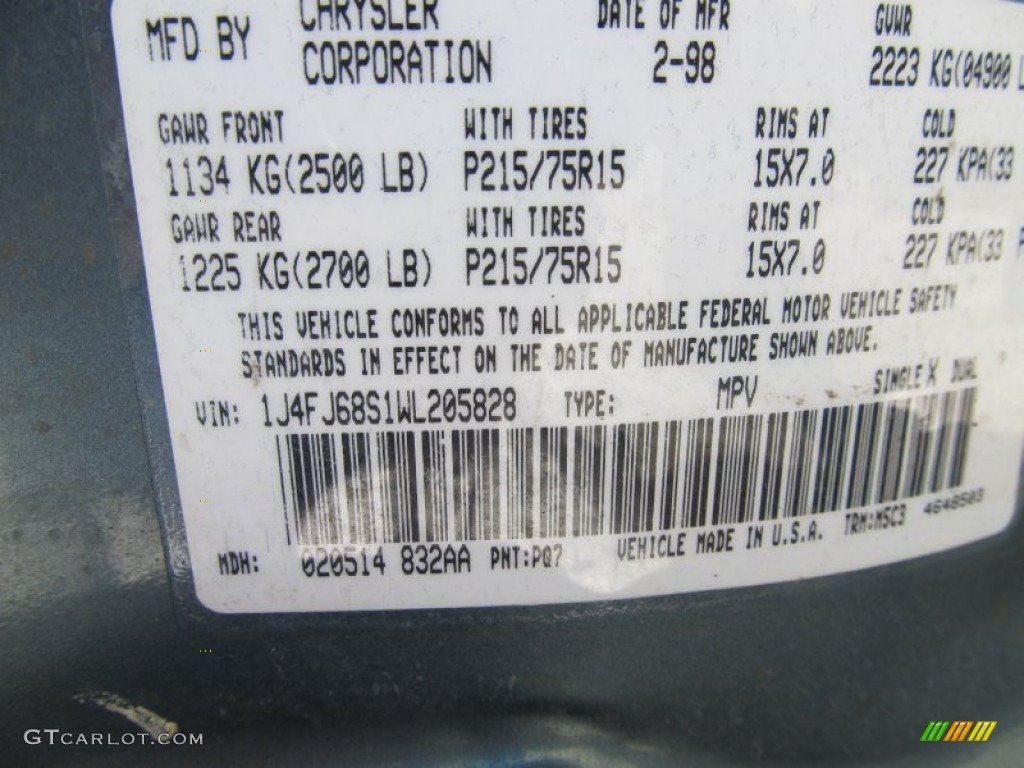 MFD BY CHRYSLER CORPORATION DATE OF MFR 2-98 GVWR 2223 KG(04900 L
GAWR FRONT WITH TIRES RIMS AT COLD
1134 KG(2500 LB) P215/75R15 15X7.0 227 KPA(33
GAWR REAR WITH TIRES RIMS AT COLD
1225 KG(2700 LB) P215/75R15 15X7.0 227 KPA(33 P
THIS VEHICLE CONFORMS TO ALL APPLICABLE FEDERAL MOTOR VEHICLE SAFETY
STANDARDS IN EFFECT ON THE DATE OF MANUFACTURE SHOWN ABOVE.
VIN: 1J4FJ68S1WL205828 TYPE: MPV SINGLE X DUAL
MDH: 020514 832AA PNT:PQ7 VEHICLE MADE IN U.S.A. TRM:MSC3 4648503
GTCARLOT.COM